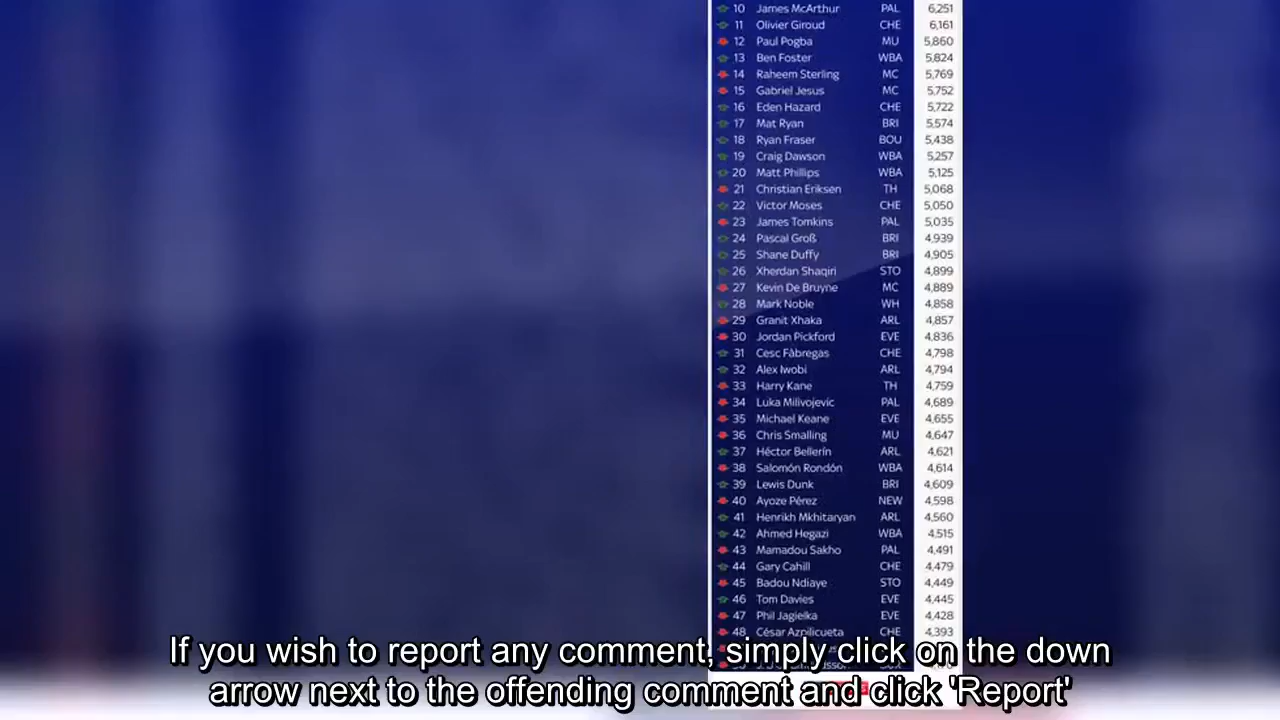 10 James McArthur PAL 6,251
11 Olivier Giroud CHE 6,161
12 Paul Pogba MU 5,860
13 Ben Foster WBA 5,824
14 Raheem Sterling MC 5,769
15 Gabriel Jesus MC 5,752
16 Eden Hazard CHE 5,722
17 Mat Ryan BRI 5,574
18 Ryan Fraser BOU 5,438
19 Craig Dawson WBA 5,257
20 Matt Phillips WBA 5,125
21 Christian Eriksen TH 5,068
22 Victor Moses CHE 5,050
23 James Tomkins PAL 5,035
24 Pascal Groß BRI 4,939
25 Shane Duffy BRI 4,905
26 Xherdan Shaqiri STO 4,899
27 Kevin De Bruyne MC 4,889
28 Mark Noble WH 4,858
29 Granit Xhaka ARL 4,857
30 Jordan Pickford EVE 4,836
31 Cesc Fàbregas CHE 4,798
32 Alex Iwobi ARL 4,794
33 Harry Kane TH 4,759
34 Luka Milivojevic PAL 4,689
35 Michael Keane EVE 4,655
36 Chris Smalling MU 4,647
37 Héctor Bellerín ARL 4,621
38 Salomón Rondón WBA 4,614
39 Lewis Dunk BRI 4,609
40 Ayoze Pérez NEW 4,598
41 Henrikh Mkhitaryan ARL 4,560
42 Ahmed Hegazi WBA 4,515
43 Mamadou Sakho PAL 4,491
44 Gary Cahill CHE 4,479
45 Badou Ndiaye STO 4,449
46 Tom Davies EVE 4,445
47 Phil Jagielka EVE 4,428
48 César Azpilicueta CHE 4,393
If you wish to report any comment, simply click on the down
arrow next to the offending comment and click 'Report'